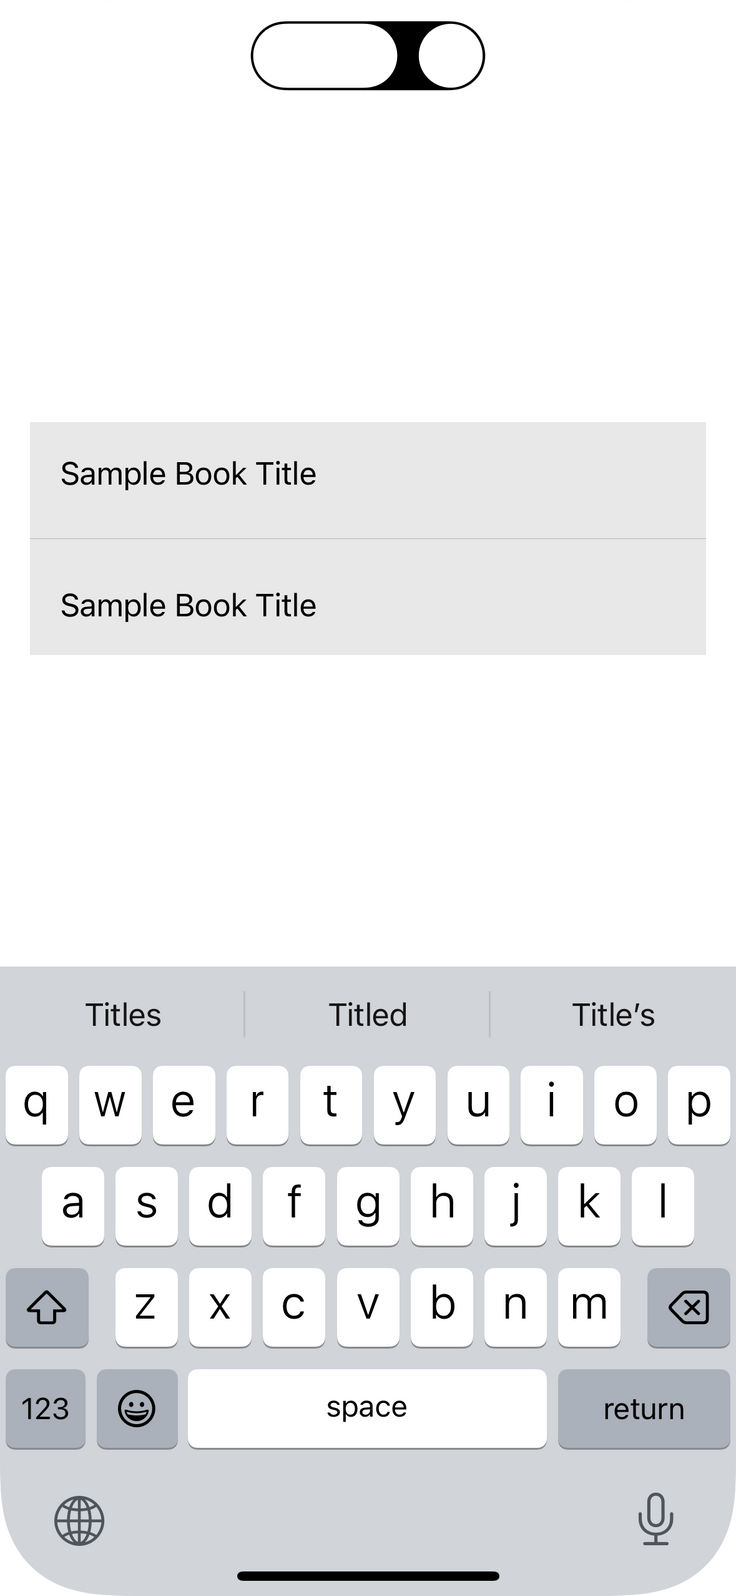 Sample Book Title
Sample Book Title
Titles Titled Title’s
q w e r t y u i o p
a s d f g h j k l
z x c v b n m
123 space return